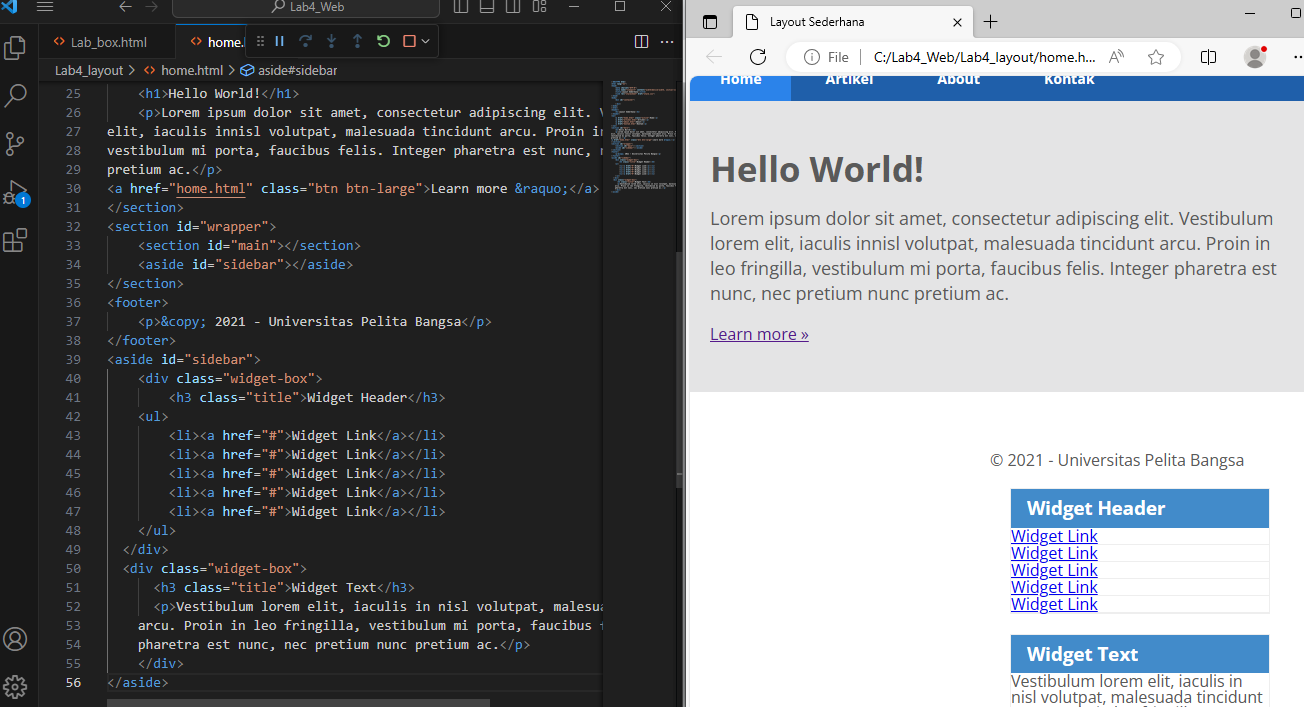 Lab4_Web
Lab_box.html
home.
Lab4_layout > home.html > aside#sidebar
25 <h1>Hello World!</h1>
26 <p>Lorem ipsum dolor sit amet, consectetur adipiscing elit.
27 elit, iaculis innisl volutpat, malesuada tincidunt arcu. Proin in
28 vestibulum mi porta, faucibus felis. Integer pharetra est nunc,
29 pretium ac.</p>
30 <a href="home.html" class="btn btn-large">Learn more &raquo;</a>
31 </section>
32 <section id="wrapper">
33 <section id="main"></section>
34 <aside id="sidebar"></aside>
35 </section>
36 <footer>
37 <p>&copy; 2021 - Universitas Pelita Bangsa</p>
38 </footer>
39 <aside id="sidebar">
40 <div class="widget-box">
41 <h3 class="title">Widget Header</h3>
42 <ul>
43 <li><a href="#">Widget Link</a></li>
44 <li><a href="#">Widget Link</a></li>
45 <li><a href="#">Widget Link</a></li>
46 <li><a href="#">Widget Link</a></li>
47 <li><a href="#">Widget Link</a></li>
48 </ul>
49 </div>
50 <div class="widget-box">
51 <h3 class="title">Widget Text</h3>
52 <p>Vestibulum lorem elit, iaculis in nisl volutpat, malesua
53 arcu. Proin in leo fringilla, vestibulum mi porta, faucibus
54 pharetra est nunc, nec pretium nunc pretium ac.</p>
55 </div>
56 </aside>
1
Layout Sederhana
File C:/Lab4_Web/Lab4_layout/home.h...
Home Artikel About Kontak
Hello World!
Lorem ipsum dolor sit amet, consectetur adipiscing elit. Vestibulum
lorem elit, iaculis innisl volutpat, malesuada tincidunt arcu. Proin in
leo fringilla, vestibulum mi porta, faucibus felis. Integer pharetra est
nunc, nec pretium nunc pretium ac.
Learn more »
© 2021 - Universitas Pelita Bangsa
Widget Header
Widget Link
Widget Link
Widget Link
Widget Link
Widget Link
Widget Text
Vestibulum lorem elit, iaculis in
nisl volutpat, malesuada tincidunt